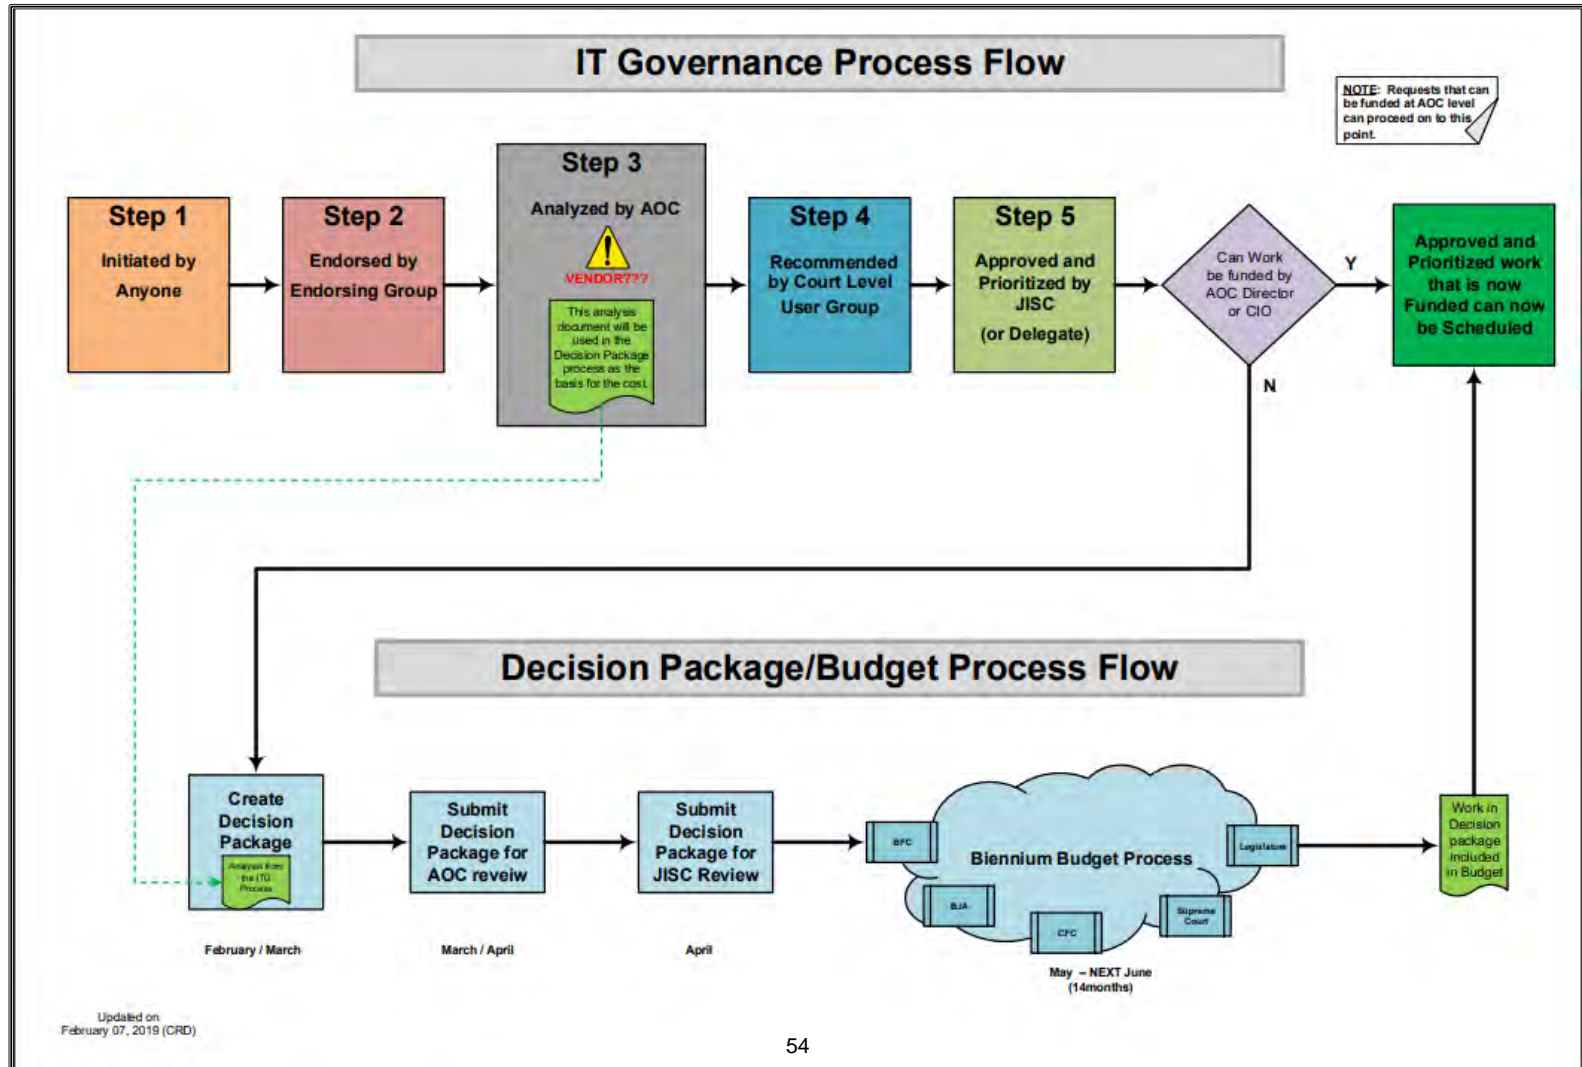 IT Governance Process Flow
NOTE: Requests that can
be funded at AOC level
can proceed on to this
point.
Step 1
Initiated by
Anyone
Step 2
Endorsed by
Endorsing Group
Step 3
Analyzed by AOC
VENDOR???
This analysis
document will be
used in the
Decision Package
process as the
basis for the cost.
Step 4
Recommended
by Court Level
User Group
Step 5
Approved and
Prioritized by
JISC
(or Delegate)
Can Work
be funded by
AOC Director
or CIO
Y
N
Approved and
Prioritized work
that is now
Funded can now
be Scheduled
Decision Package/Budget Process Flow
Create
Decision
Package
Analysis from
the ITG
Process
February / March
Submit
Decision
Package for
AOC reveiw
March / April
Submit
Decision
Package for
JISC Review
April
Biennium Budget Process
BFC
BJA
CFC
Supreme
Court
Legislature
May – NEXT June
(14months)
Work in
Decision
package
included
in Budget
Updated on
February 07, 2019 (CRD)
54